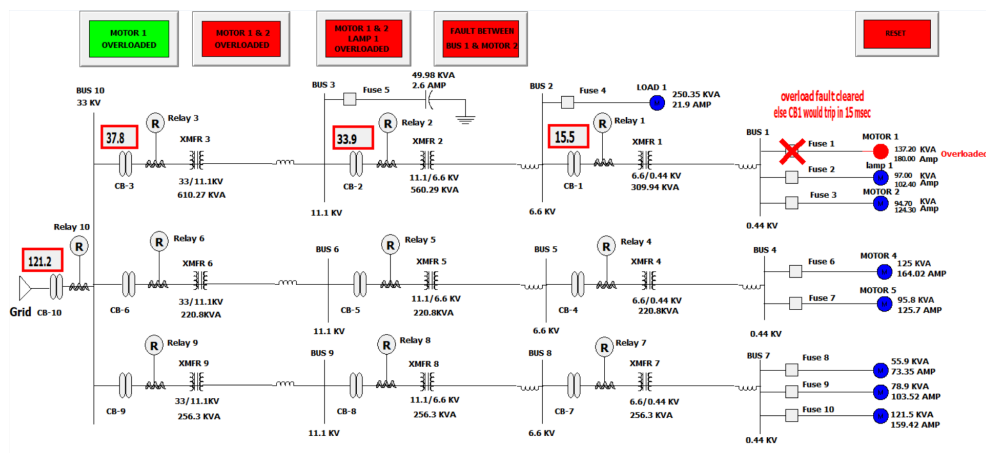 MOTOR 1
OVERLOADED
MOTOR 1 & 2
OVERLOADED
MOTOR 1 & 2
LAMP 1
OVERLOADED
FAULT BETWEEN
BUS 1 & MOTOR 2
RESET
BUS 10
33 KV
Relay 3
R
37.8
XMFR 3
CB-3
33/11.1KV
610.27 KVA
BUS 3
Fuse 5
49.98 KVA
2.6 AMP
Relay 2
R
33.9
XMFR 2
CB-2
11.1/6.6 KV
560.29 KVA
11.1 KV
BUS 2
Fuse 4
LOAD 1
250.35 KVA
21.9 AMP
Relay 1
R
15.5
XMFR 1
CB-1
6.6/0.44 KV
309.94 KVA
6.6 KV
overload fault cleared
else CB1 would trip in 15 msec
BUS 1
Fuse 1
MOTOR 1
137.20 KVA
180.00 Amp
Overloaded
Fuse 2
lamp 1
97.00 KVA
102.40 Amp
Fuse 3
MOTOR 2
94.70 KVA
124.30 Amp
0.44 KV
Relay 10
R
121.2
Grid
CB-10
Relay 6
R
XMFR 6
CB-6
33/11.1KV
220.8KVA
BUS 6
Relay 5
R
XMFR 5
CB-5
11.1/6.6 KV
220.8KVA
11.1 KV
BUS 5
Relay 4
R
XMFR 4
CB-4
6.6/0.44 KV
220.8KVA
6.6 KV
BUS 4
Fuse 6
MOTOR 4
125 KVA
164.02 AMP
Fuse 7
MOTOR 5
95.8 KVA
125.7 AMP
0.44 KV
Relay 9
R
XMFR 9
CB-9
33/11.1KV
256.3 KVA
BUS 9
Relay 8
R
XMFR 8
CB-8
11.1/6.6 KV
256.3 KVA
11.1 KV
BUS 8
Relay 7
R
XMFR 7
CB-7
6.6/0.44 KV
256.3 KVA
6.6 KV
BUS 7
Fuse 8
55.9 KVA
73.35 AMP
Fuse 9
78.9 KVA
103.52 AMP
Fuse 10
121.5 KVA
159.42 AMP
0.44 KV